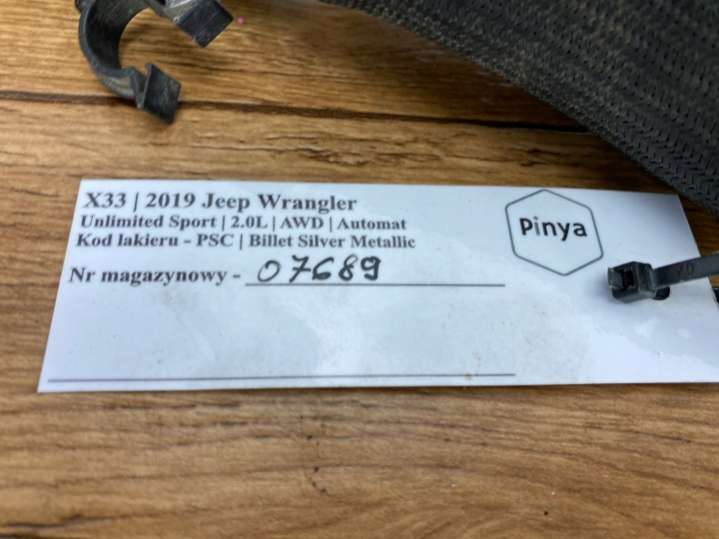 X33 | 2019 Jeep Wrangler
Unlimited Sport | 2.0L | AWD | Automat
Kod lakieru - PSC | Billet Silver Metallic
Nr magazynowy - 07689
Pinya